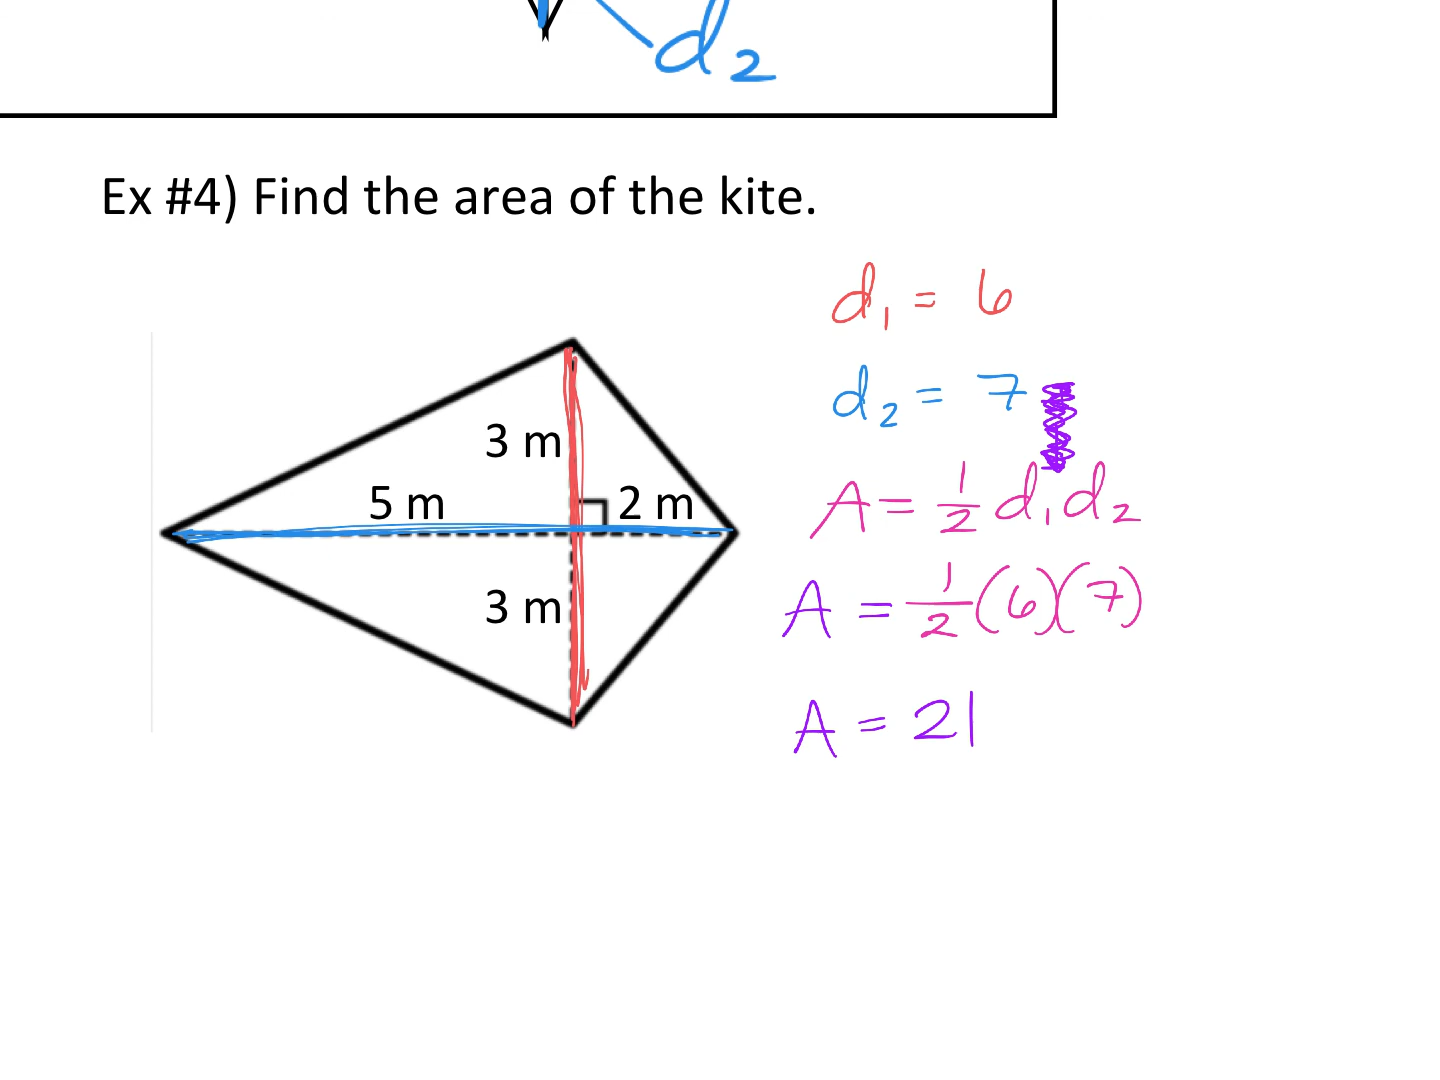 d₂
Ex #4) Find the area of the kite.
d₁ = 6
d₂ = 7
3 m
5 m
2 m
3 m
A = 1/2 d₁d₂
A = 1/2 (6)(7)
A = 21